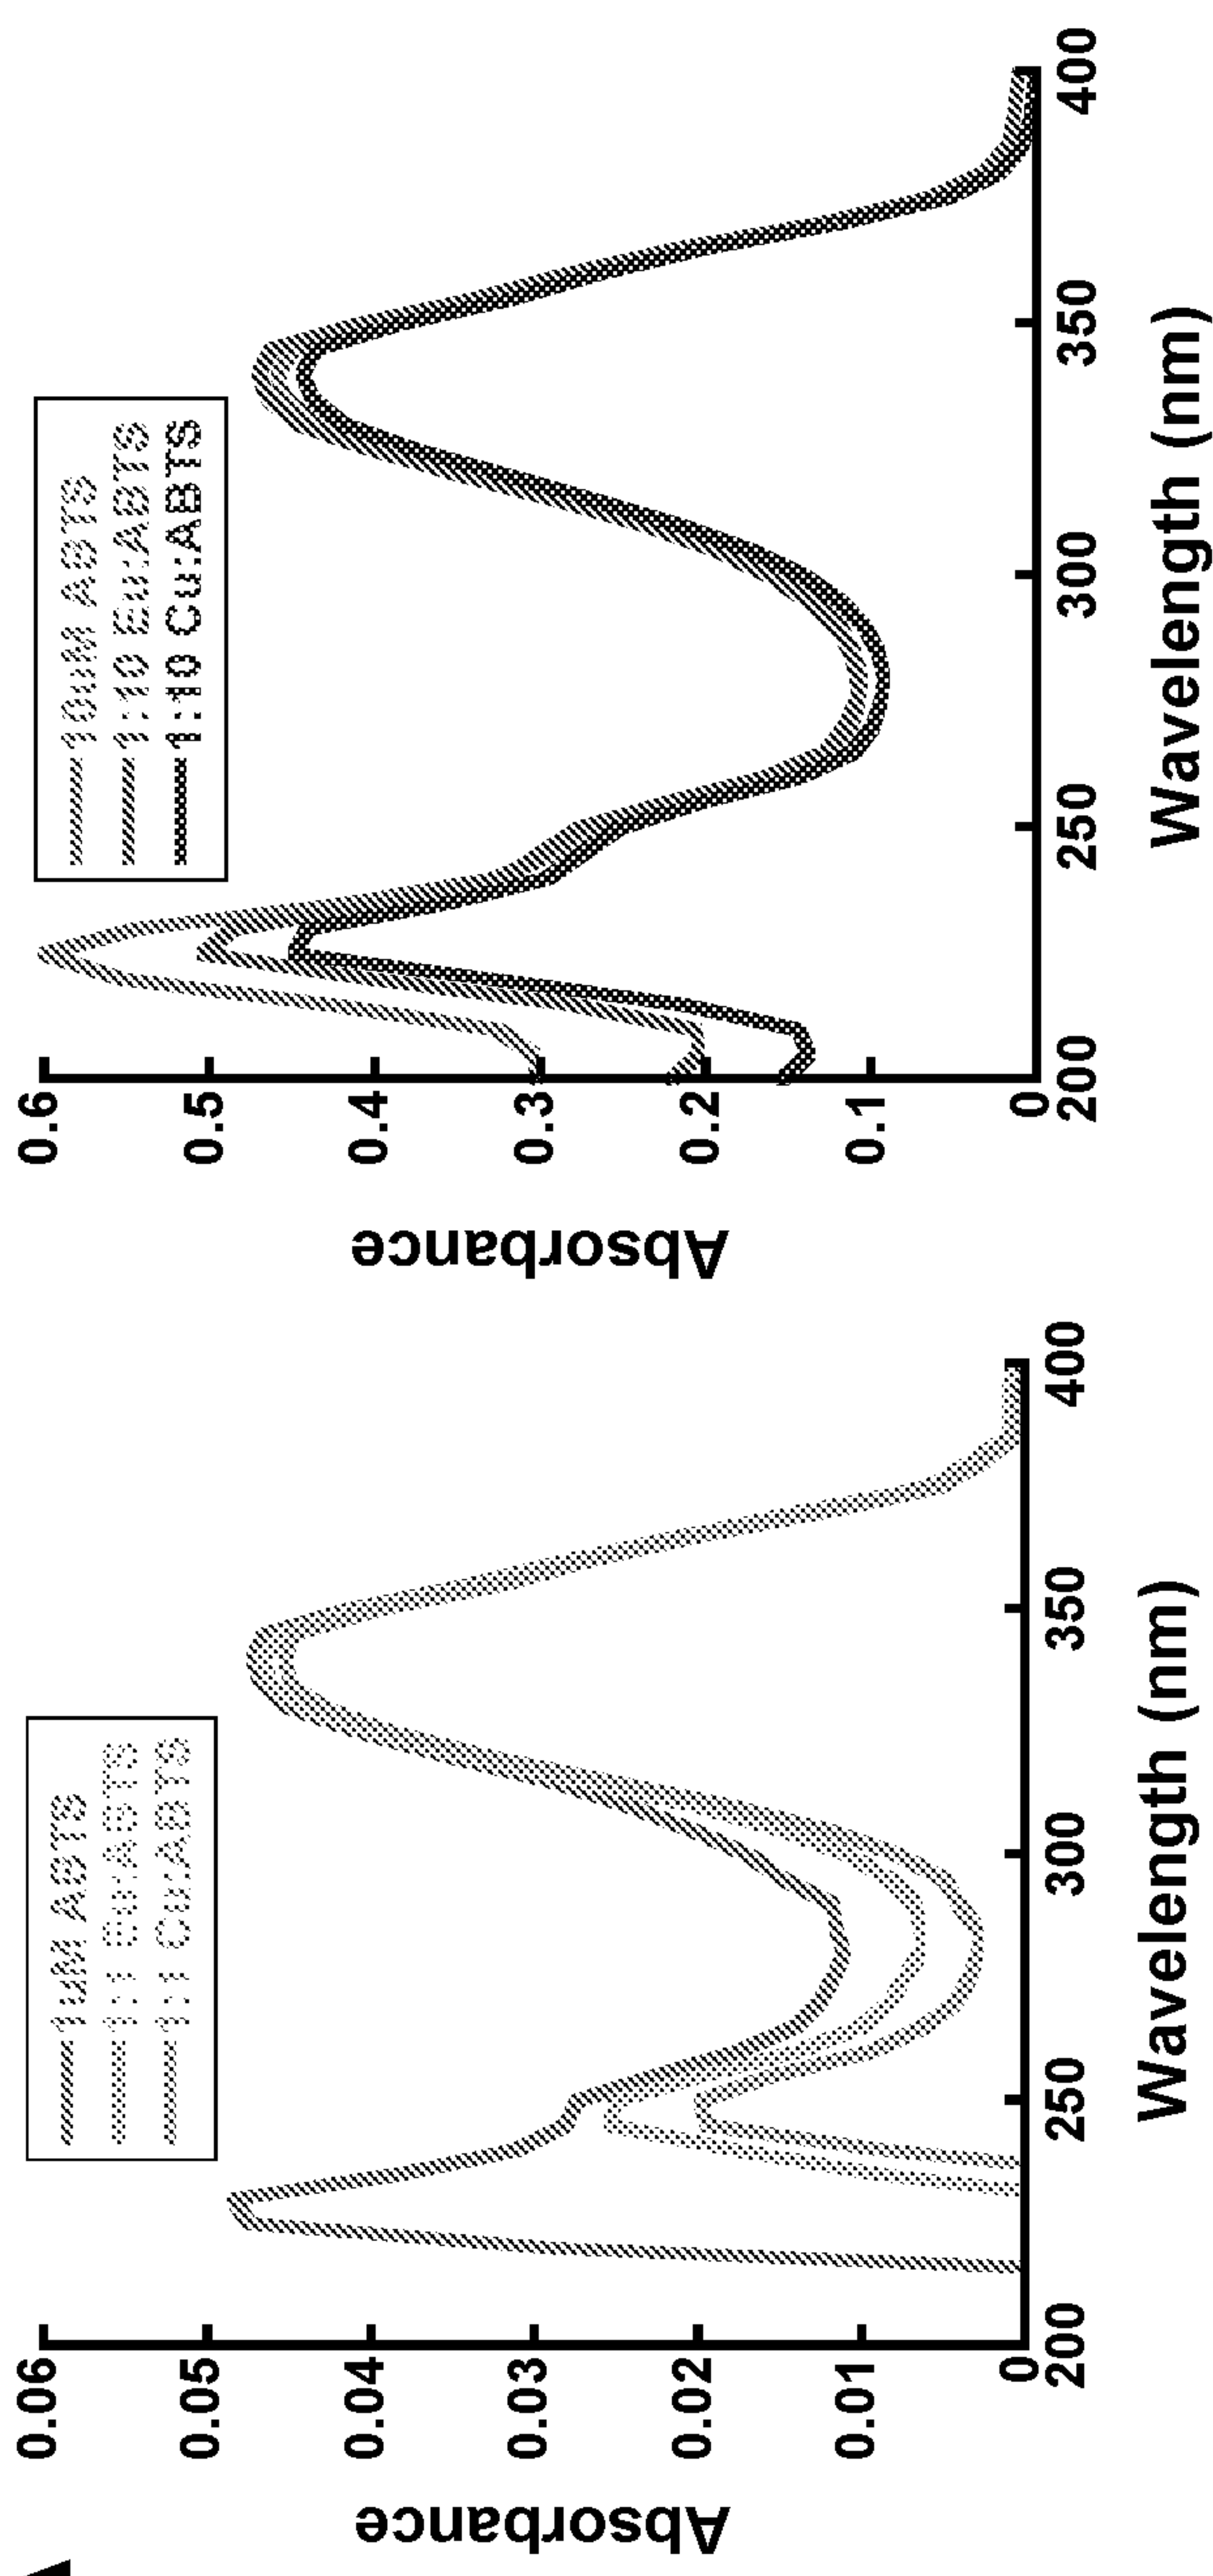 A
Absorbance
0.06
0.05
0.04
0.03
0.02
0.01
0
200
250
300
350
400
Wavelength (nm)
1 uM ABTS
1:1 Eu:ABTS
1:1 Cu:ABTS
Absorbance
0.6
0.5
0.4
0.3
0.2
0.1
0
200
250
300
350
400
Wavelength (nm)
10uM ABTS
1:10 Eu:ABTS
1:10 Cu:ABTS